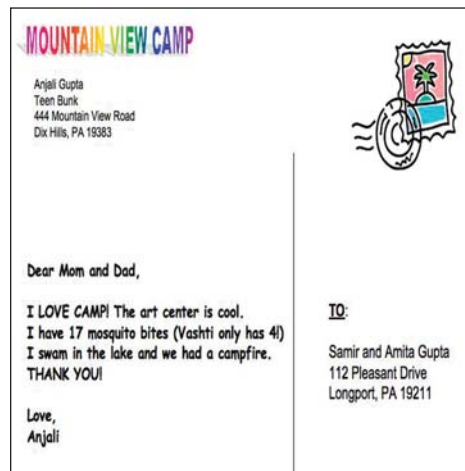 MOUNTAIN VIEW CAMP
Anjali Gupta
Teen Bunk
444 Mountain View Road
Dix Hills, PA 19383
Dear Mom and Dad,
I LOVE CAMP! The art center is cool.
I have 17 mosquito bites (Vashti only has 4!)
I swam in the lake and we had a campfire.
THANK YOU!
Love,
Anjali
TO:
Samir and Amita Gupta
112 Pleasant Drive
Longport, PA 19211